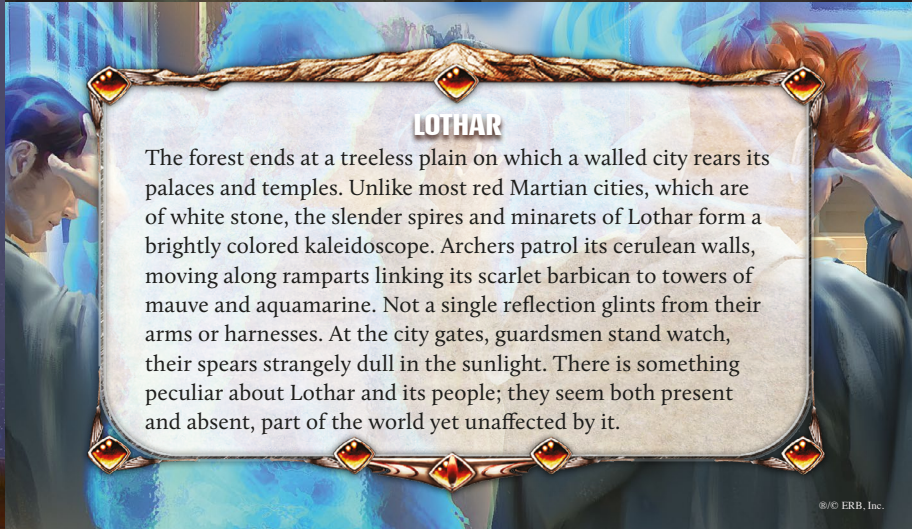 LOTHAR
The forest ends at a treeless plain on which a walled city rears its
palaces and temples. Unlike most red Martian cities, which are
of white stone, the slender spires and minarets of Lothar form a
brightly colored kaleidoscope. Archers patrol its cerulean walls,
moving along ramparts linking its scarlet barbican to towers of
mauve and aquamarine. Not a single reflection glints from their
arms or harnesses. At the city gates, guardsmen stand watch,
their spears strangely dull in the sunlight. There is something
peculiar about Lothar and its people; they seem both present
and absent, part of the world yet unaffected by it.
®/© ERB, Inc.